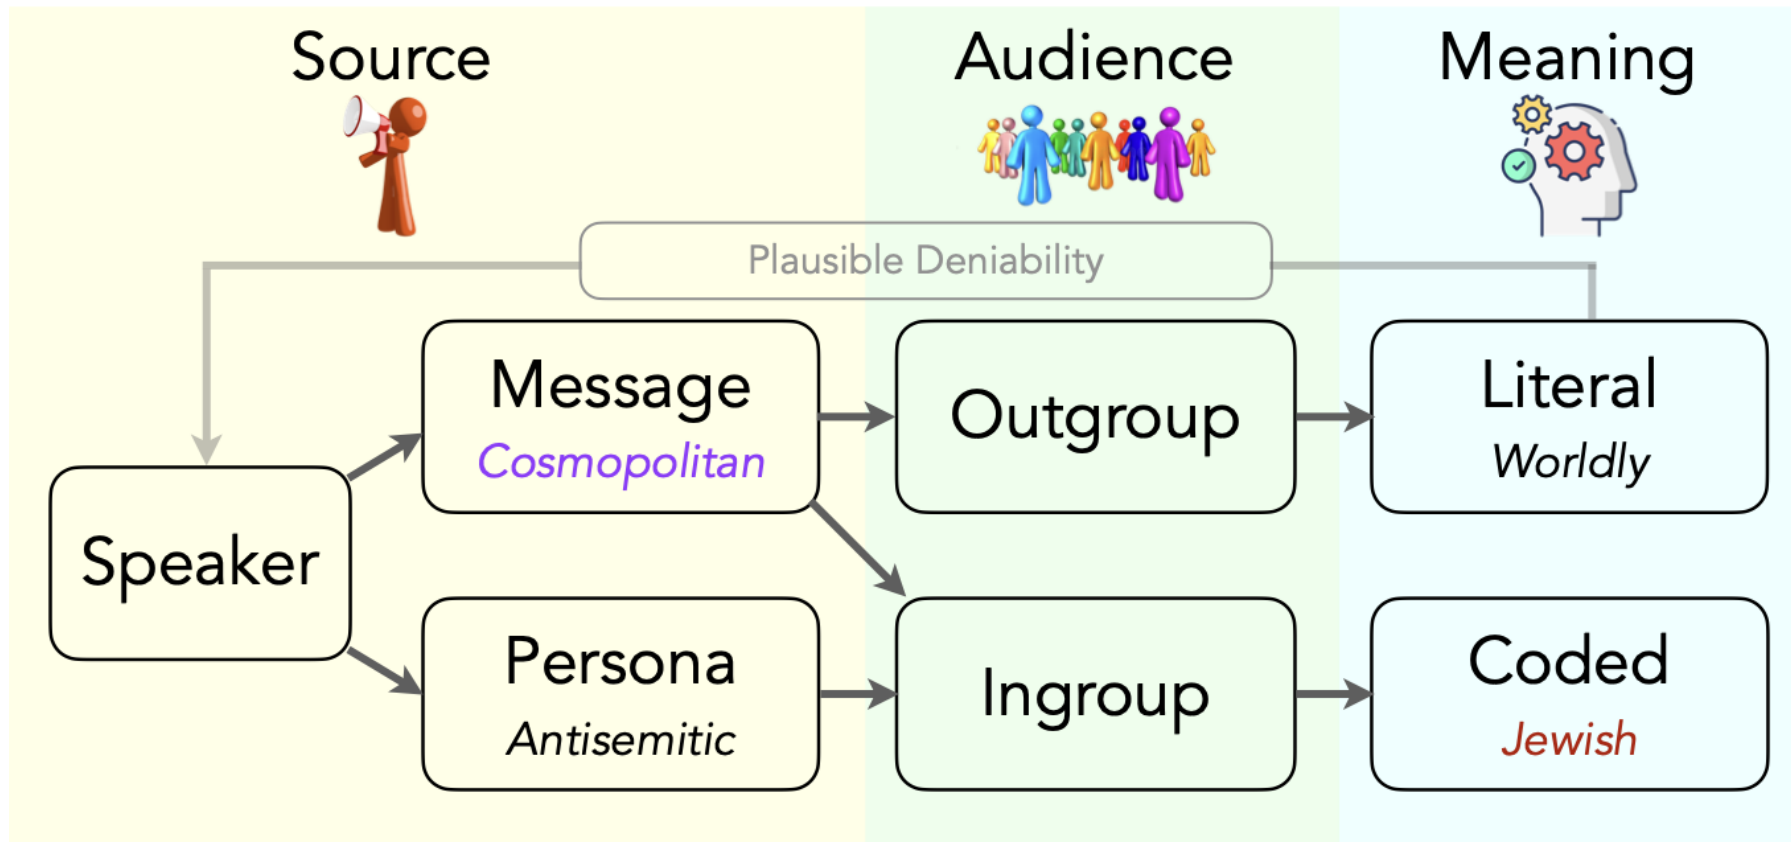 Source
Audience
Meaning
Plausible Deniability
Message
Cosmopolitan
Outgroup
Literal
Worldly
Speaker
Persona
Antisemitic
Ingroup
Coded
Jewish